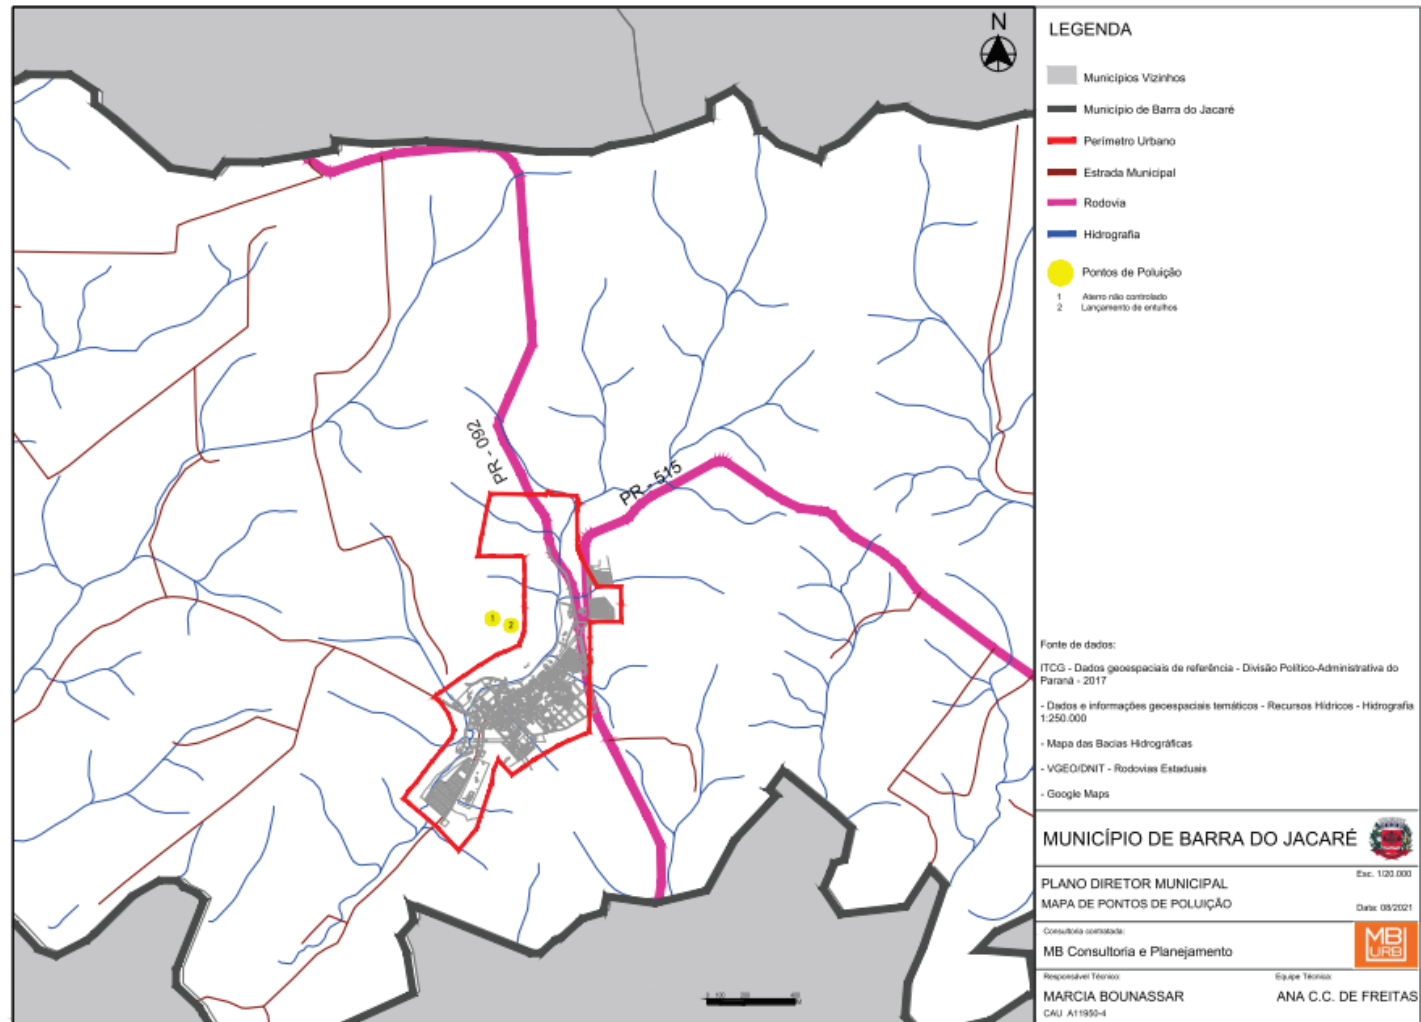 N
PR - 092
PR - 515
1
2
0 100 200 400
M
LEGENDA
Municípios Vizinhos
Município de Barra do Jacaré
Perímetro Urbano
Estrada Municipal
Rodovia
Hidrografia
Pontos de Poluição
1 Aterro não controlado
2 Lançamento de entulhos
Fonte de dados:
ITCG - Dados geoespaciais de referência - Divisão Político-Administrativa do
Paraná - 2017
- Dados e informações geoespaciais temáticos - Recursos Hídricos - Hidrografia
1:250.000
- Mapa das Bacias Hidrográficas
- VGEO/DNIT - Rodovias Estaduais
- Google Maps
MUNICÍPIO DE BARRA DO JACARÉ
Esc. 1/20.000
PLANO DIRETOR MUNICIPAL
MAPA DE PONTOS DE POLUIÇÃO
Data: 08/2021
Consultoria contratada:
MB Consultoria e Planejamento
MB
URB
Responsável Técnico:
MARCIA BOUNASSAR
CAU A11950-4
Equipe Técnica:
ANA C.C. DE FREITAS